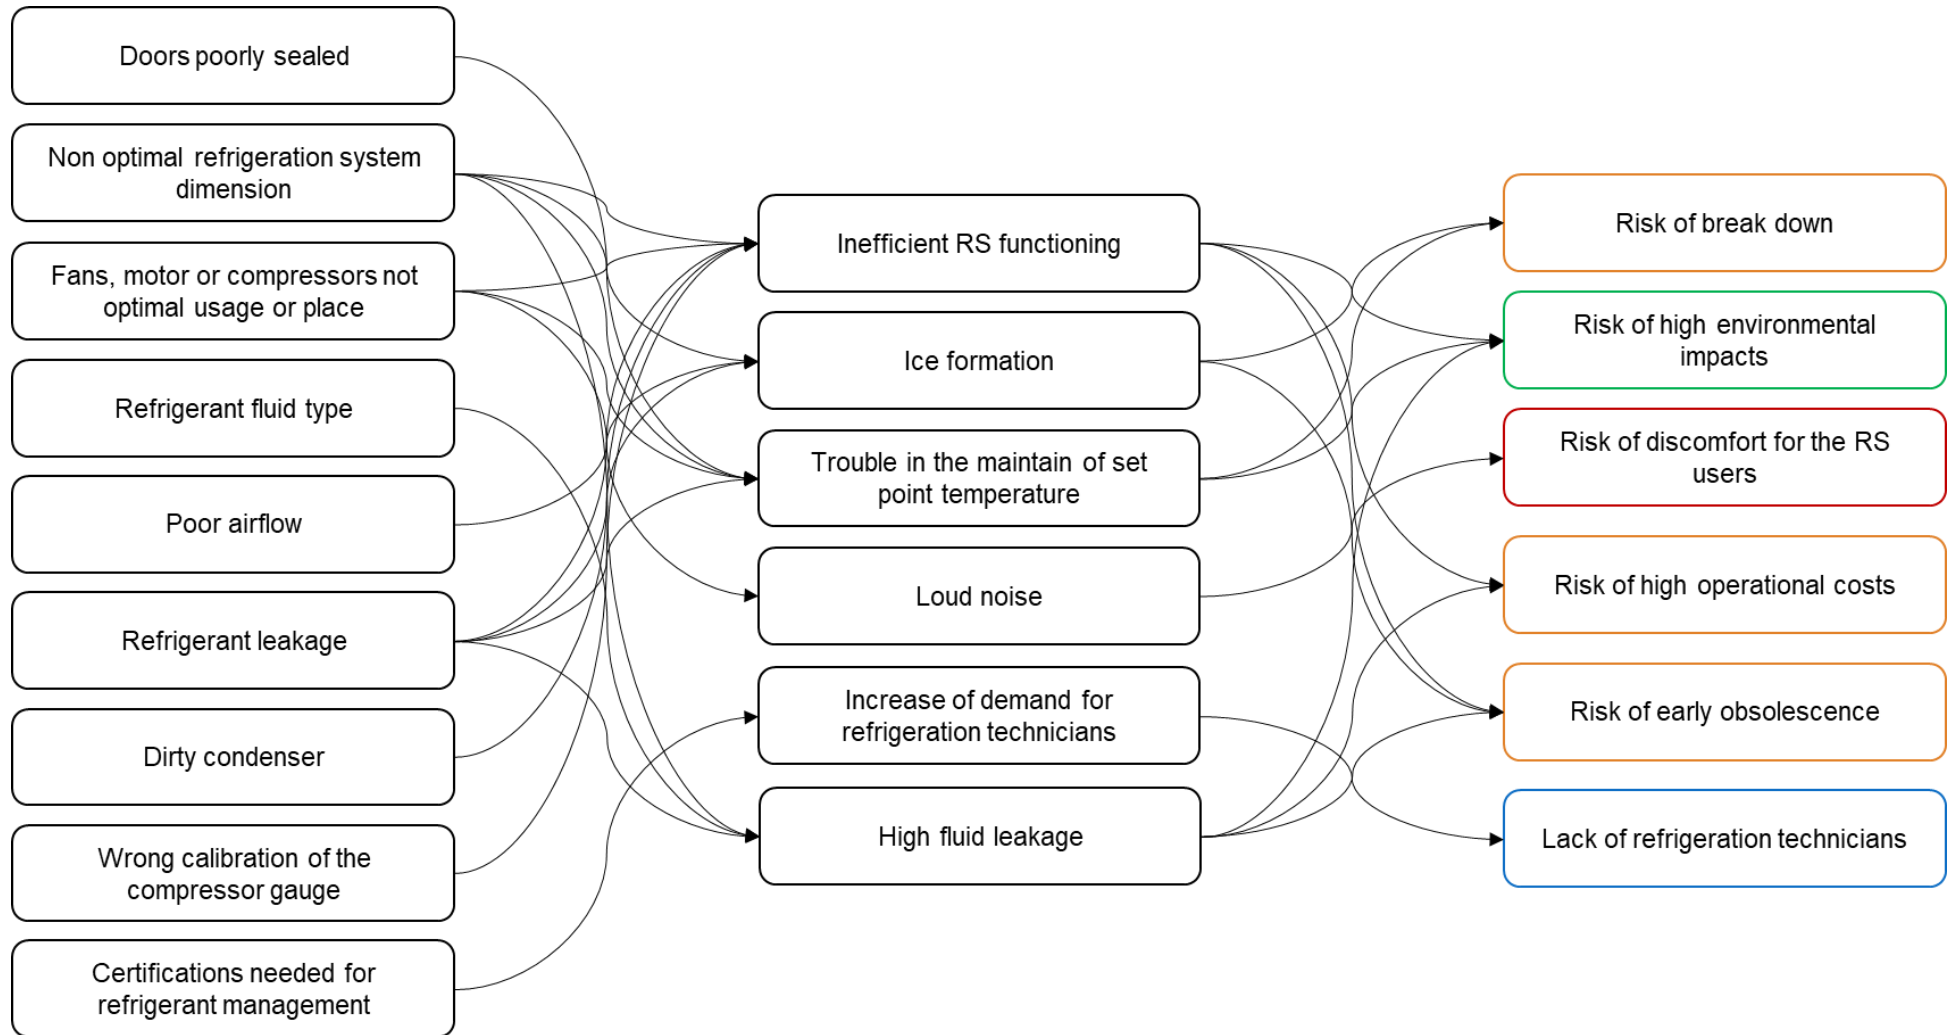 Doors poorly sealed
Non optimal refrigeration system
dimension
Fans, motor or compressors not
optimal usage or place
Refrigerant fluid type
Poor airflow
Refrigerant leakage
Dirty condenser
Wrong calibration of the
compressor gauge
Certifications needed for
refrigerant management
Inefficient RS functioning
Ice formation
Trouble in the maintain of set
point temperature
Loud noise
Increase of demand for
refrigeration technicians
High fluid leakage
Risk of break down
Risk of high environmental
impacts
Risk of discomfort for the RS
users
Risk of high operational costs
Risk of early obsolescence
Lack of refrigeration technicians